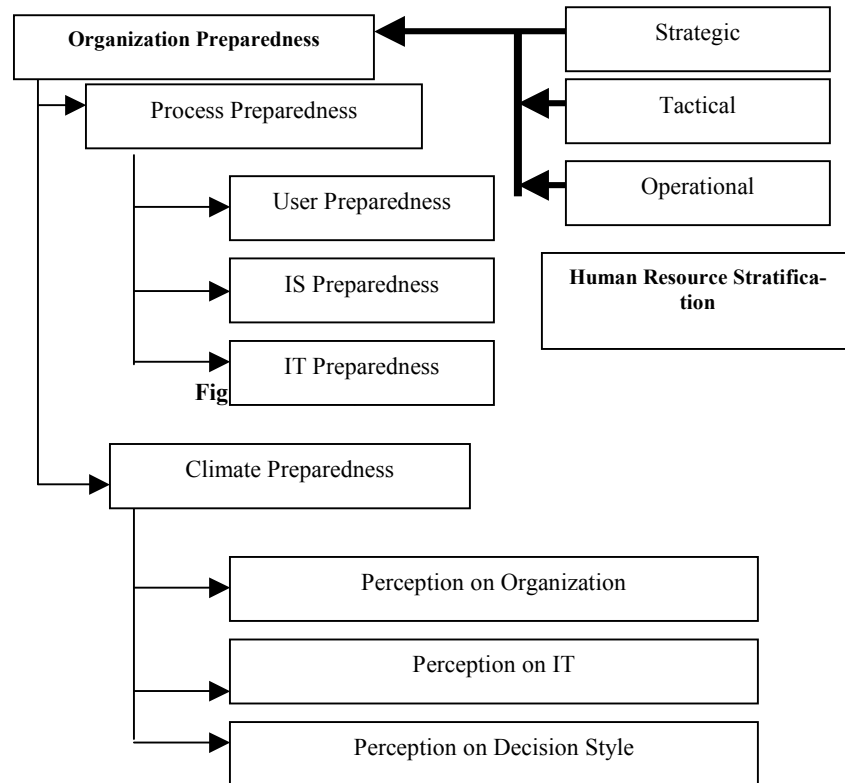 Organization Preparedness
Strategic
Process Preparedness
Tactical
User Preparedness
Operational
IS Preparedness
Human Resource Stratifica-
tion
IT Preparedness
Fig
Climate Preparedness
Perception on Organization
Perception on IT
Perception on Decision Style